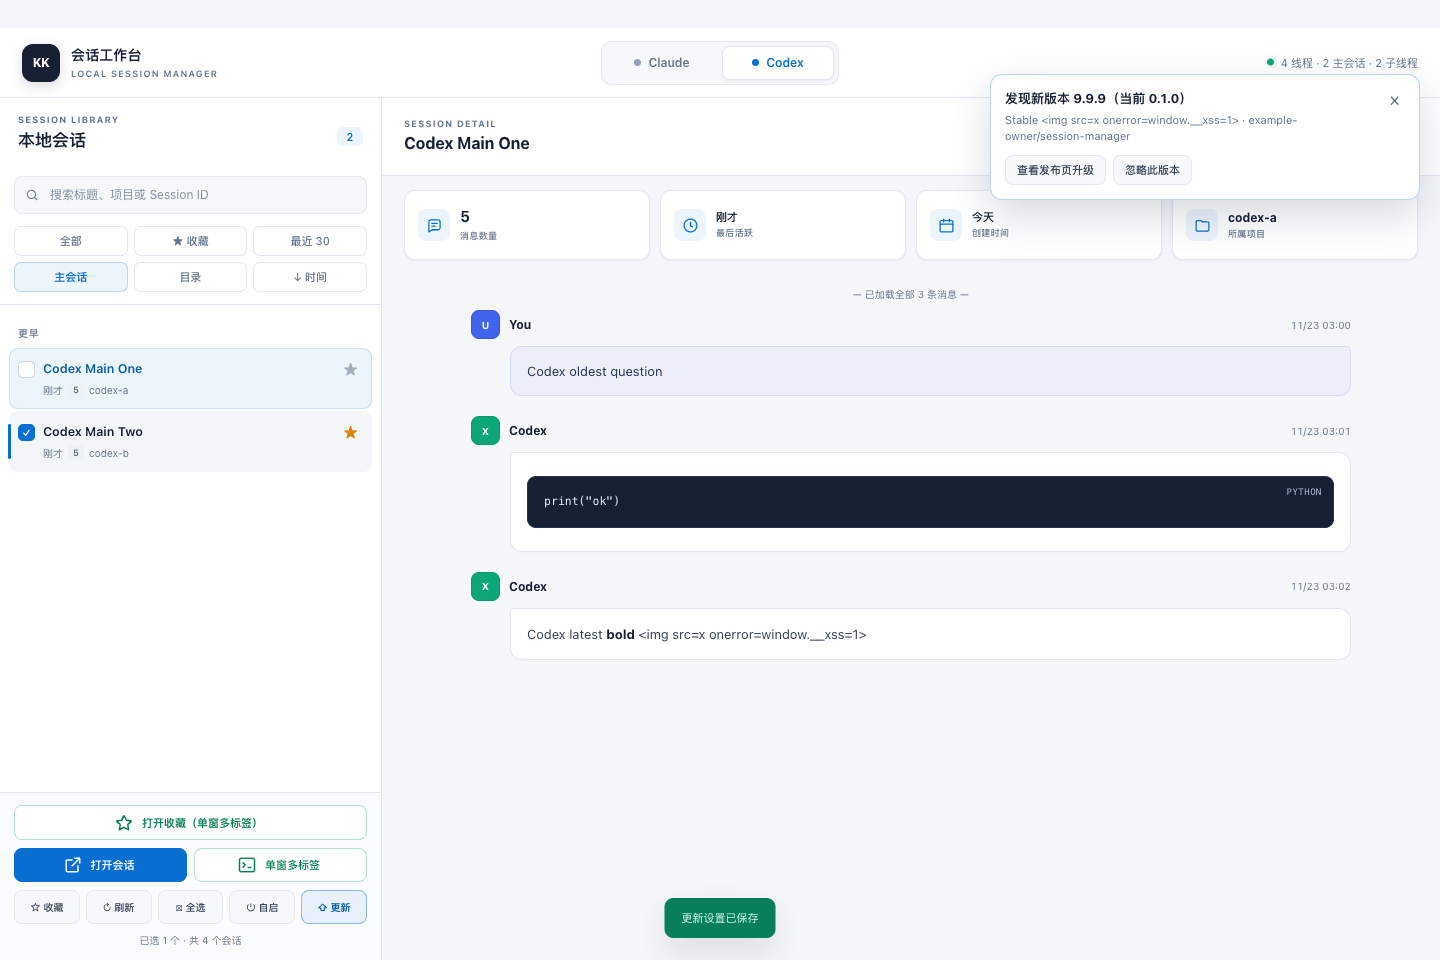 KK
会话工作台
LOCAL SESSION MANAGER
Claude
Codex
4 线程 · 2 主会话 · 2 子线程
发现新版本 9.9.9（当前 0.1.0）
Stable <img src=x onerror=window.__xss=1> · example-
owner/session-manager
查看发布页升级
忽略此版本
SESSION LIBRARY
本地会话
2
搜索标题、项目或 Session ID
全部
收藏
最近 30
主会话
目录
时间
更早
Codex Main One
刚才 5 codex-a
Codex Main Two
刚才 5 codex-b
打开收藏（单窗多标签）
打开会话
单窗多标签
收藏
刷新
全选
自启
更新
已选 1 个 · 共 4 个会话
SESSION DETAIL
Codex Main One
5
消息数量
刚才
最后活跃
今天
创建时间
codex-a
所属项目
— 已加载全部 3 条消息 —
U
You
11/23 03:00
Codex oldest question
X
Codex
11/23 03:01
PYTHON
print("ok")
X
Codex
11/23 03:02
Codex latest bold <img src=x onerror=window.__xss=1>
更新设置已保存